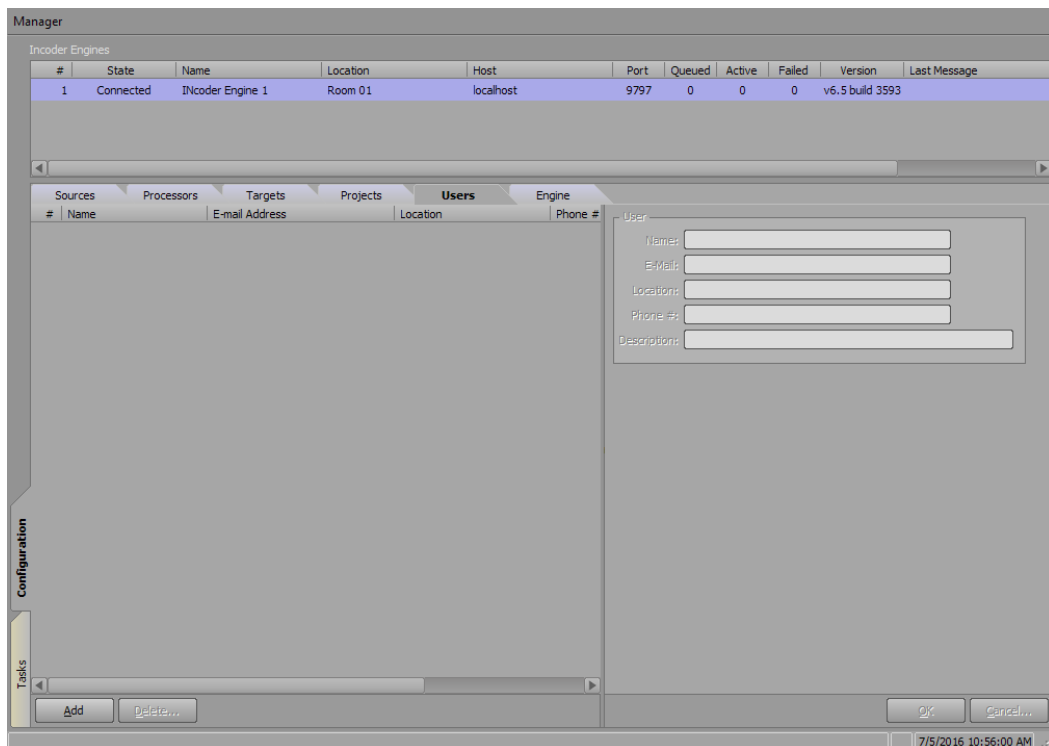 Manager
Incoder Engines
# State Name Location Host Port Queued Active Failed Version Last Message
1 Connected INcoder Engine 1 Room 01 localhost 9797 0 0 0 v6.5 build 3593
Sources Processors Targets Projects Users Engine
# Name E-mail Address Location Phone #
User
Name:
E-Mail:
Location:
Phone #:
Description:
Configuration
Tasks
Add Delete...
OK Cancel...
7/5/2016 10:56:00 AM